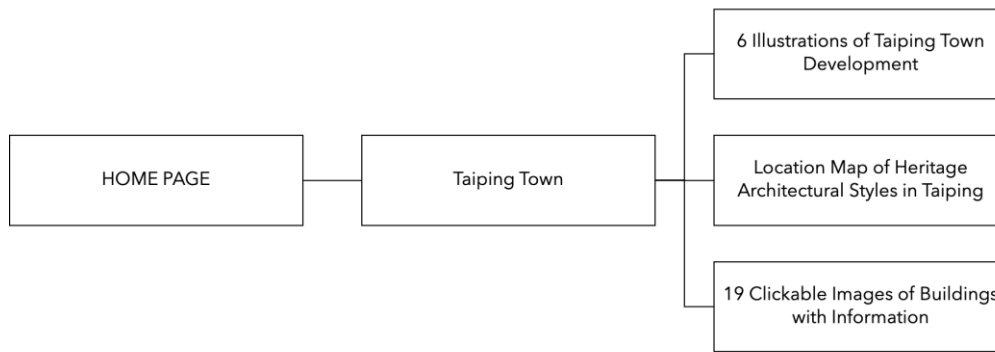 HOME PAGE
Taiping Town
6 Illustrations of Taiping Town
Development
Location Map of Heritage
Architectural Styles in Taiping
19 Clickable Images of Buildings
with Information